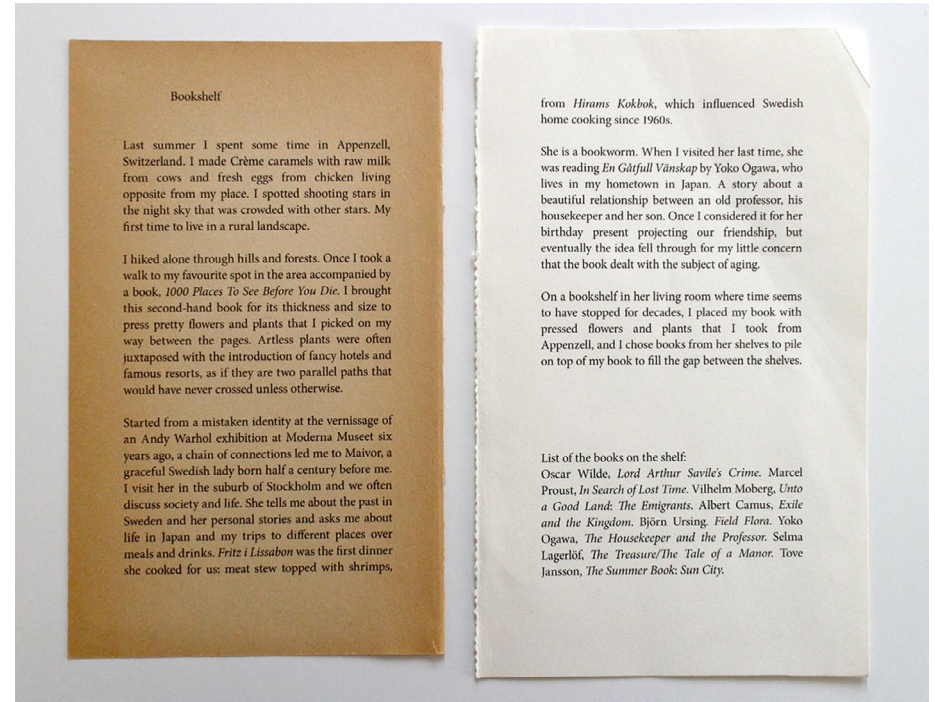 Bookshelf
Last summer I spent some time in Appenzell,
Switzerland. I made Crème caramels with raw milk
from cows and fresh eggs from chicken living
opposite from my place. I spotted shooting stars in
the night sky that was crowded with other stars. My
first time to live in a rural landscape.
I hiked alone through hills and forests. Once I took a
walk to my favourite spot in the area accompanied by
a book, 1000 Places To See Before You Die. I brought
this second-hand book for its thickness and size to
press pretty flowers and plants that I picked on my
way between the pages. Artless plants were often
juxtaposed with the introduction of fancy hotels and
famous resorts, as if they are two parallel paths that
would have never crossed unless otherwise.
Started from a mistaken identity at the vernissage of
an Andy Warhol exhibition at Moderna Museet six
years ago, a chain of connections led me to Maivor, a
graceful Swedish lady born half a century before me.
I visit her in the suburb of Stockholm and we often
discuss society and life. She tells me about the past in
Sweden and her personal stories and asks me about
life in Japan and my trips to different places over
meals and drinks. Fritz i Lissabon was the first dinner
she cooked for us: meat stew topped with shrimps,
from Hirams Kokbok, which influenced Swedish
home cooking since 1960s.
She is a bookworm. When I visited her last time, she
was reading En Gåtfull Vänskap by Yoko Ogawa, who
lives in my hometown in Japan. A story about a
beautiful relationship between an old professor, his
housekeeper and her son. Once I considered it for her
birthday present projecting our friendship, but
eventually the idea fell through for my little concern
that the book dealt with the subject of aging.
On a bookshelf in her living room where time seems
to have stopped for decades, I placed my book with
pressed flowers and plants that I took from
Appenzell, and I chose books from her shelves to pile
on top of my book to fill the gap between the shelves.
List of the books on the shelf:
Oscar Wilde, Lord Arthur Savile's Crime. Marcel
Proust, In Search of Lost Time. Vilhelm Moberg, Unto
a Good Land: The Emigrants. Albert Camus, Exile
and the Kingdom. Björn Ursing. Field Flora. Yoko
Ogawa, The Housekeeper and the Professor. Selma
Lagerlöf, The Treasure/The Tale of a Manor. Tove
Jansson, The Summer Book: Sun City.